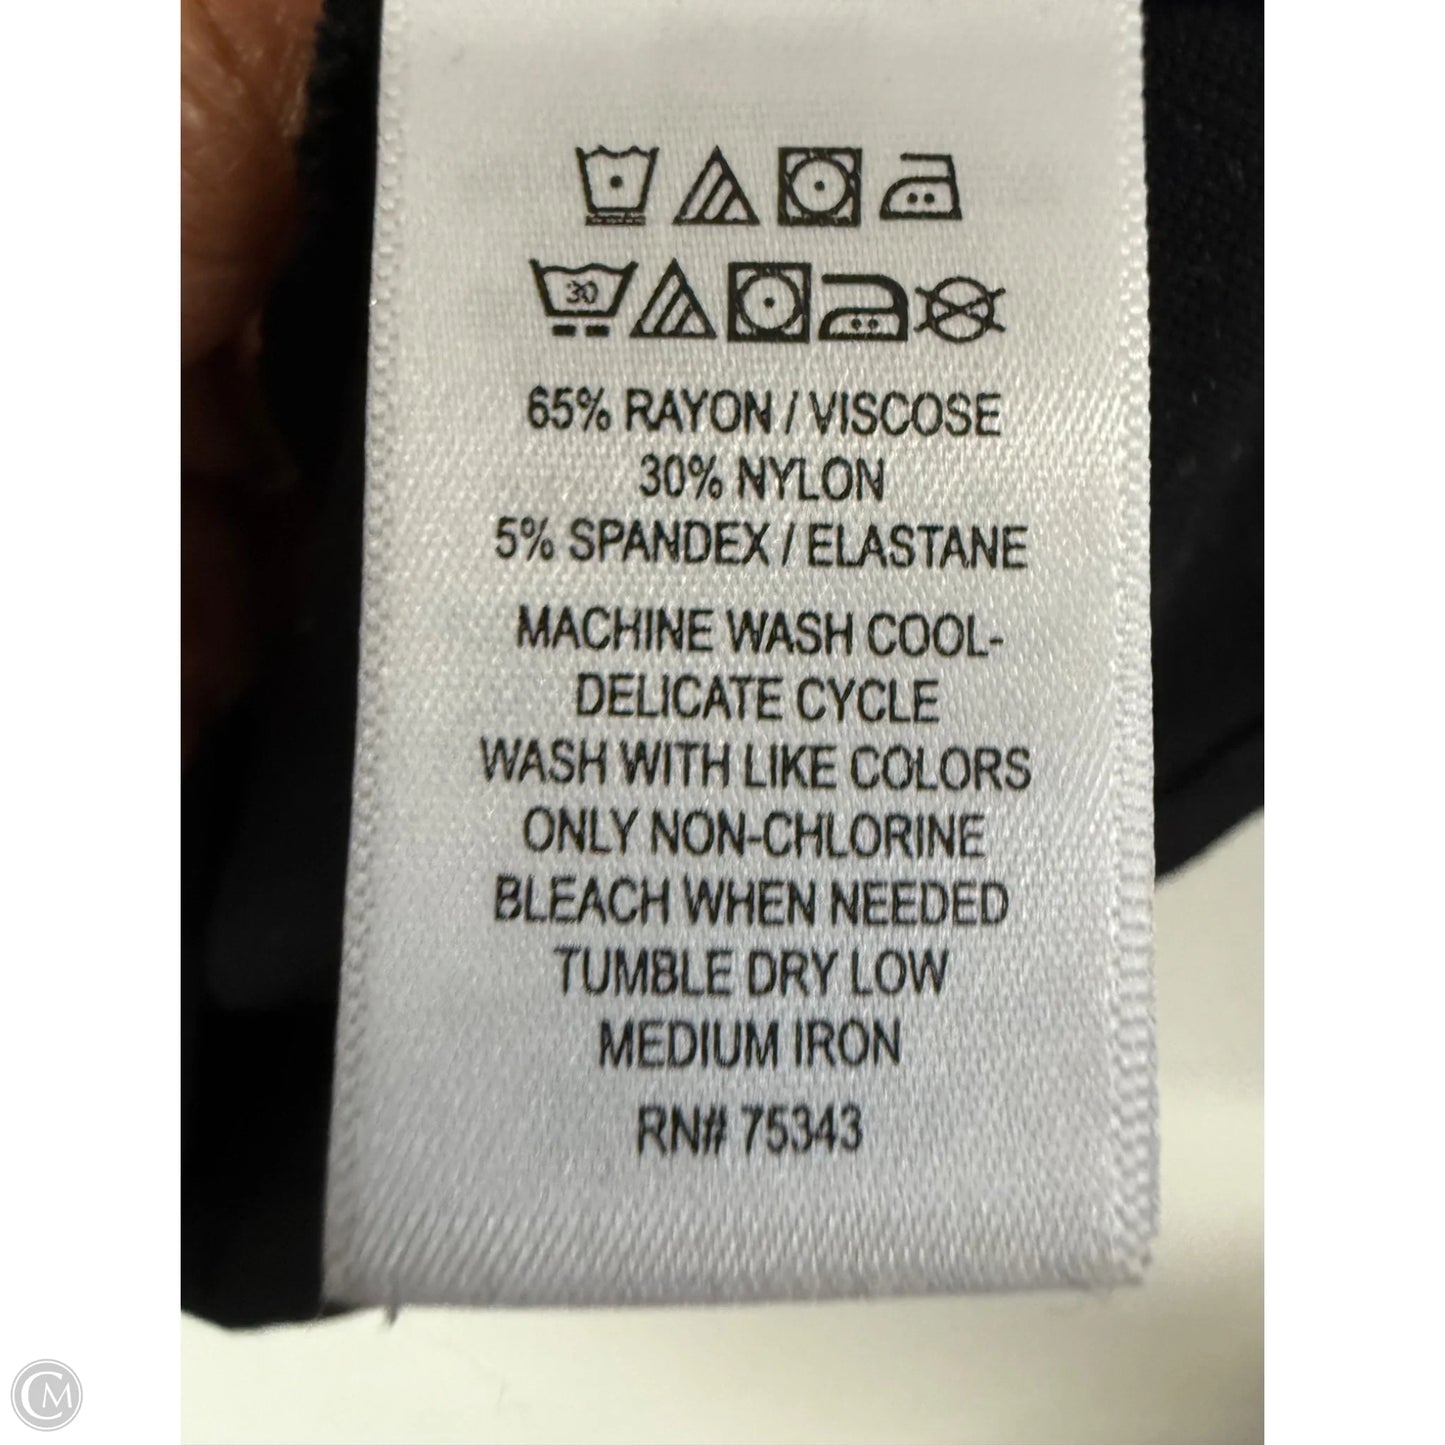 30
65% RAYON / VISCOSE
30% NYLON
5% SPANDEX / ELASTANE
MACHINE WASH COOL-
DELICATE CYCLE
WASH WITH LIKE COLORS
ONLY NON-CHLORINE
BLEACH WHEN NEEDED
TUMBLE DRY LOW
MEDIUM IRON
RN# 75343
CM